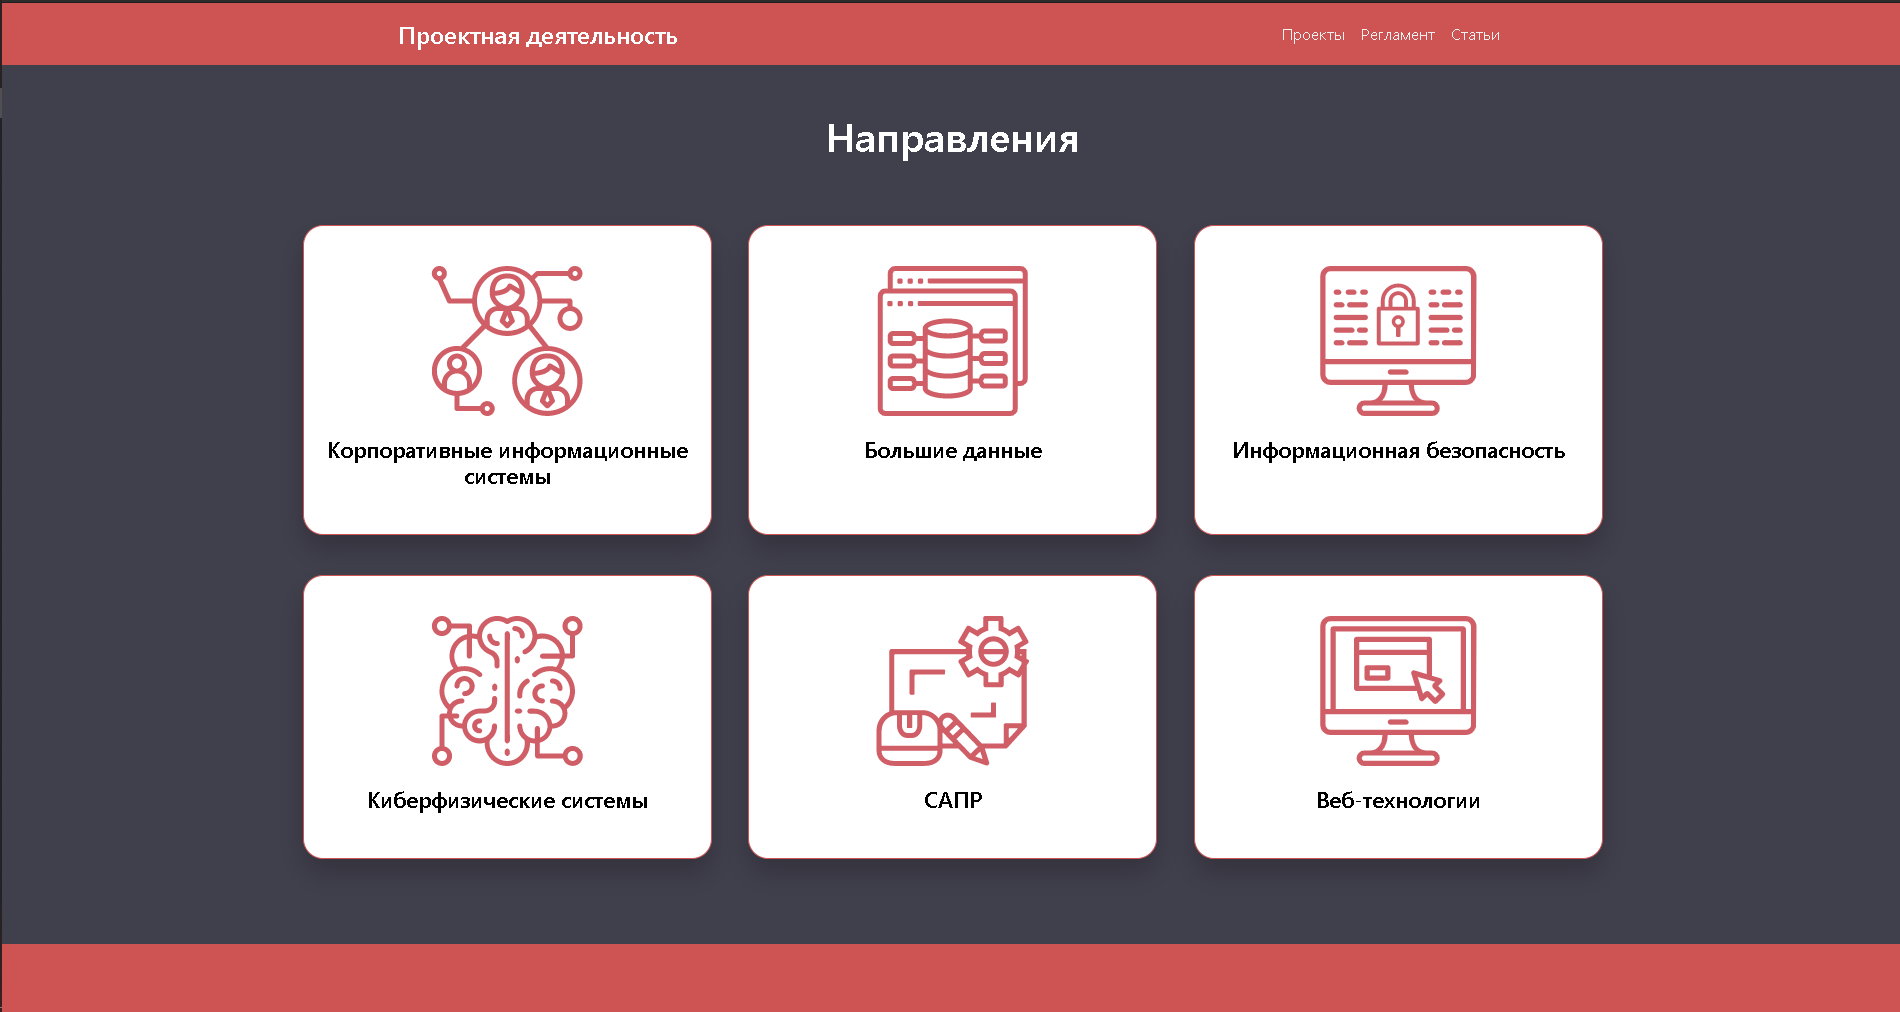 Проектная деятельность
Проекты Регламент Статьи
Направления
Корпоративные информационные
системы
Большие данные
Информационная безопасность
Киберфизические системы
САПР
Веб-технологии